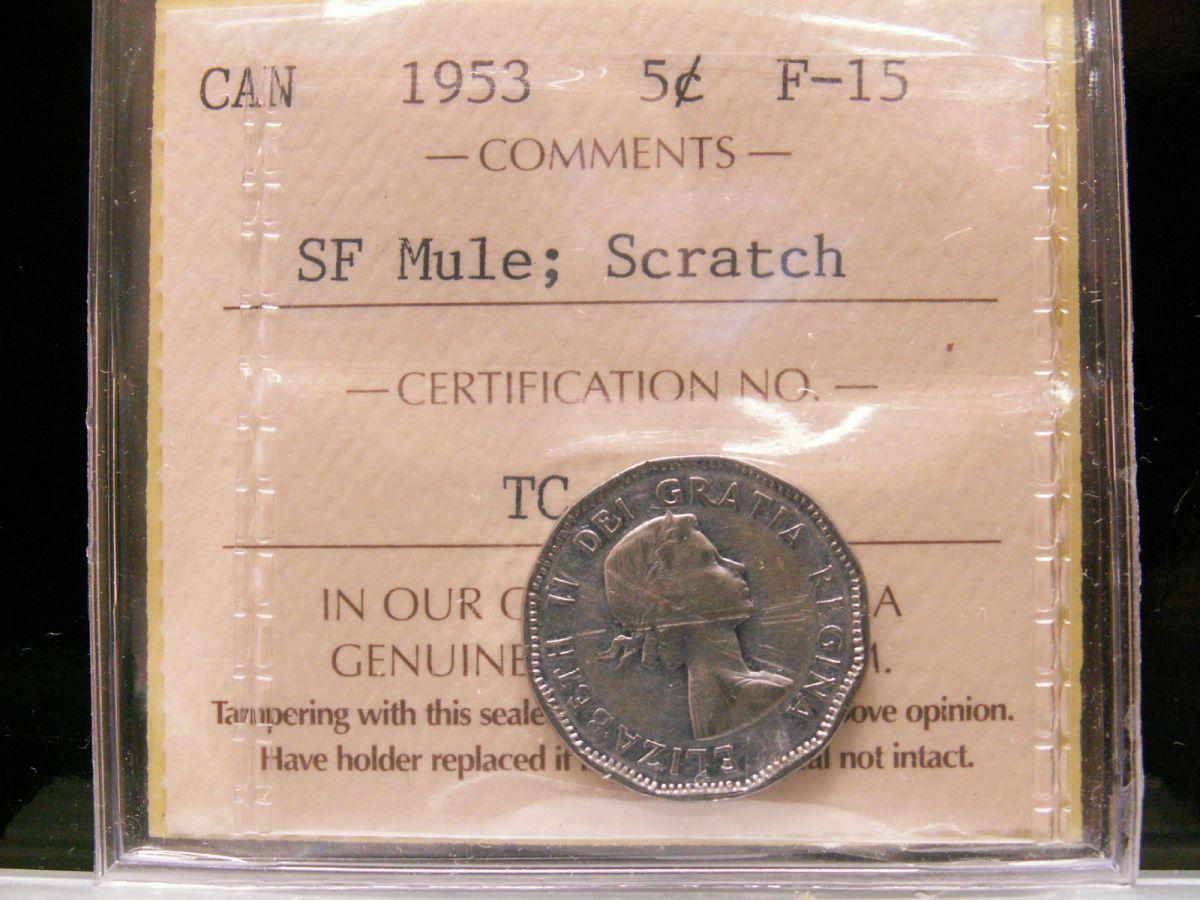 CAN 1953 5¢ F-15
— COMMENTS —
SF Mule; Scratch
— CERTIFICATION NO. —
TC
IN OUR
A
GENUINE
Tampering with this seale ove opinion.
Have holder replaced if al not intact.
ELIZABETH II DEI GRATIA REGINA